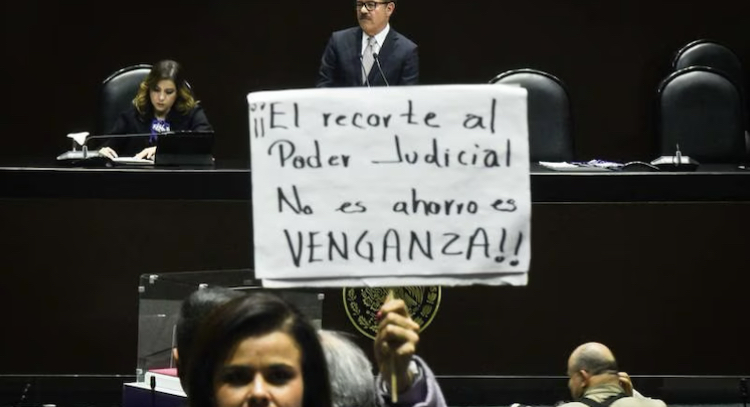 ¡¡El recorte al
Poder Judicial
No es ahorro es
VENGANZA!!